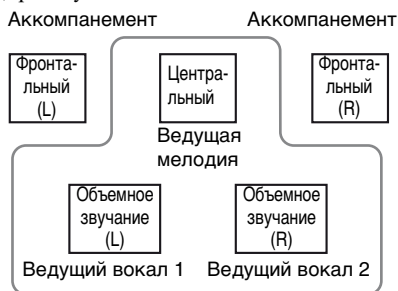 Аккомпанемент Аккомпанемент
Фронта-
льный
(L)
Центра-
льный
Фронта-
льный
(R)
Ведущая
мелодия
Объемное
звучание
(L)
Объемное
звучание
(R)
Ведущий вокал 1 Ведущий вокал 2